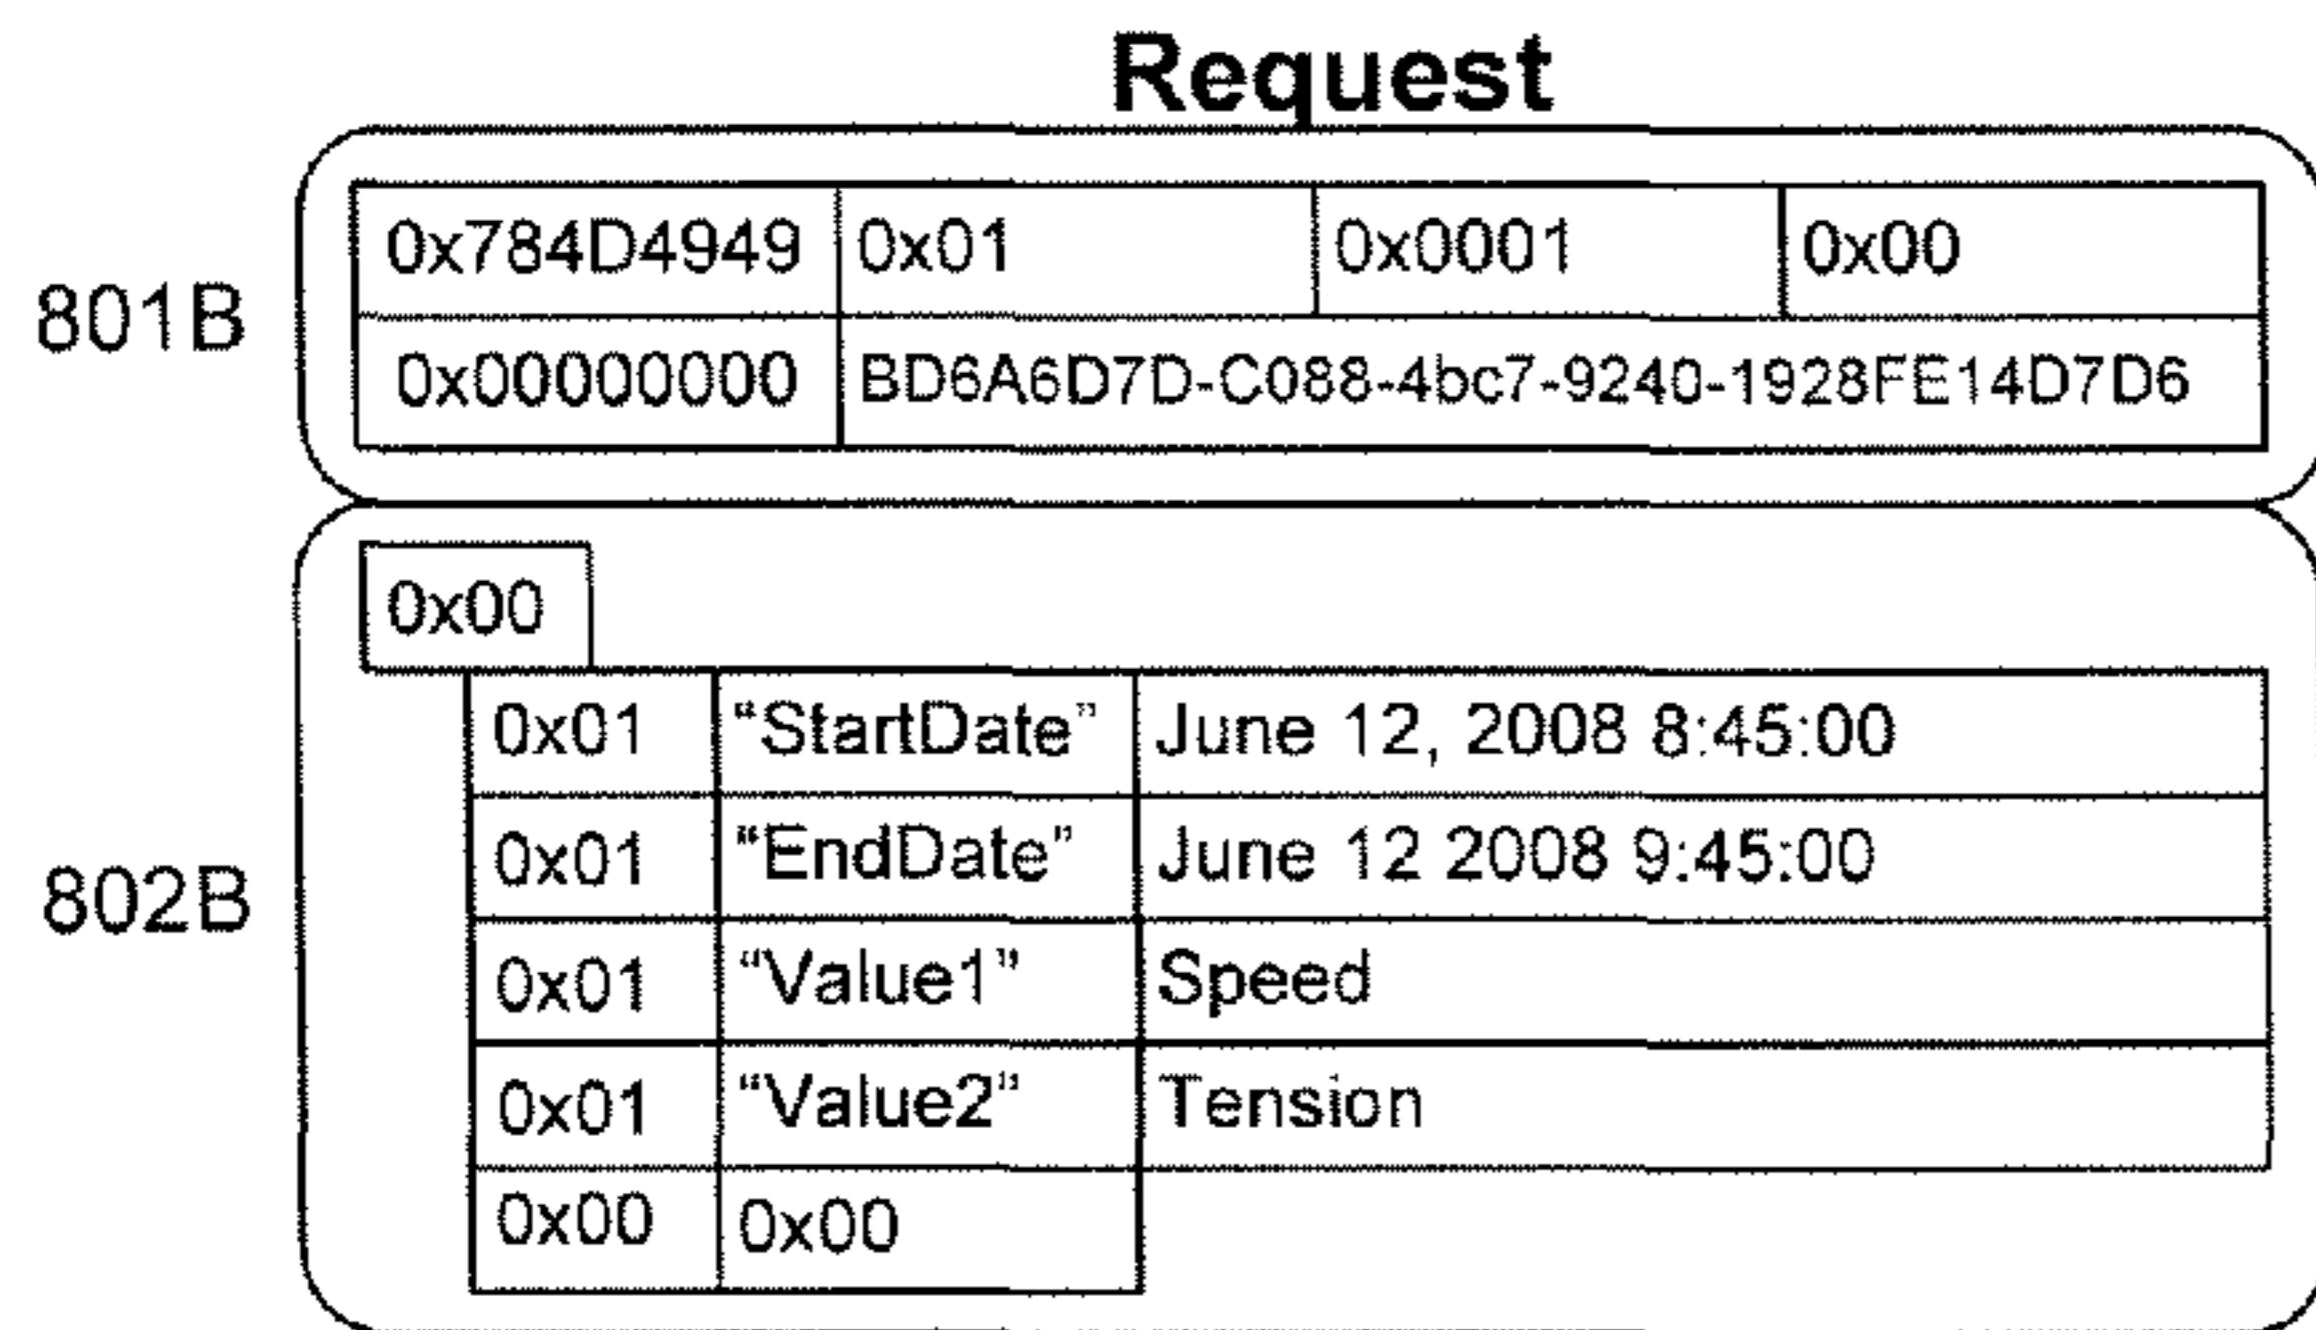 Request
801B
0x784D4949 0x01 0x0001 0x00
0x00000000 BD6A6D7D-C088-4bc7-9240-1928FE14D7D6
802B
0x00
0x01 “StartDate” June 12, 2008 8:45:00
0x01 “EndDate” June 12 2008 9:45:00
0x01 “Value1” Speed
0x01 “Value2” Tension
0x00 0x00